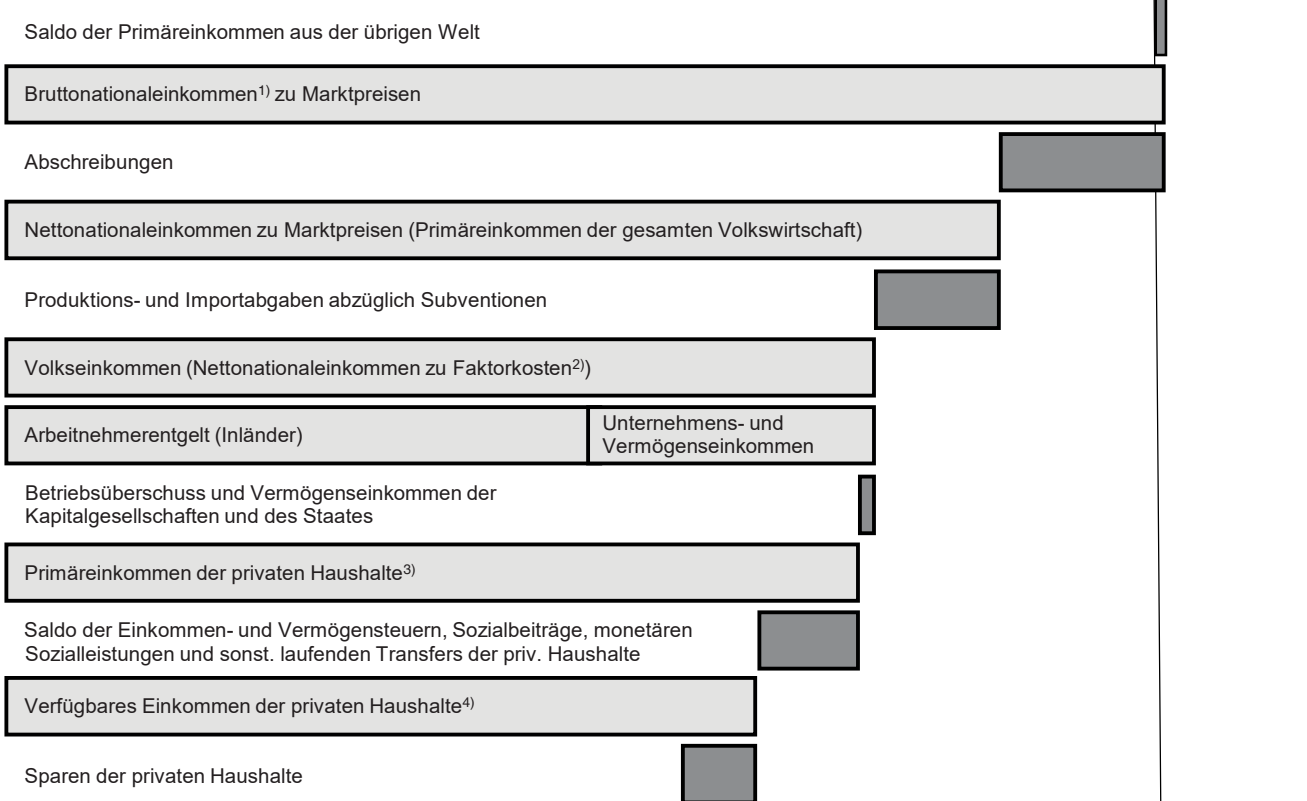 Saldo der Primäreinkommen aus der übrigen Welt
Bruttonationaleinkommen1) zu Marktpreisen
Abschreibungen
Nettonationaleinkommen zu Marktpreisen (Primäreinkommen der gesamten Volkswirtschaft)
Produktions- und Importabgaben abzüglich Subventionen
Volkseinkommen (Nettonationaleinkommen zu Faktorkosten2))
Arbeitnehmerentgelt (Inländer)
Unternehmens- und
Vermögenseinkommen
Betriebsüberschuss und Vermögenseinkommen der
Kapitalgesellschaften und des Staates
Primäreinkommen der privaten Haushalte3)
Saldo der Einkommen- und Vermögensteuern, Sozialbeiträge, monetären
Sozialleistungen und sonst. laufenden Transfers der priv. Haushalte
Verfügbares Einkommen der privaten Haushalte4)
Sparen der privaten Haushalte